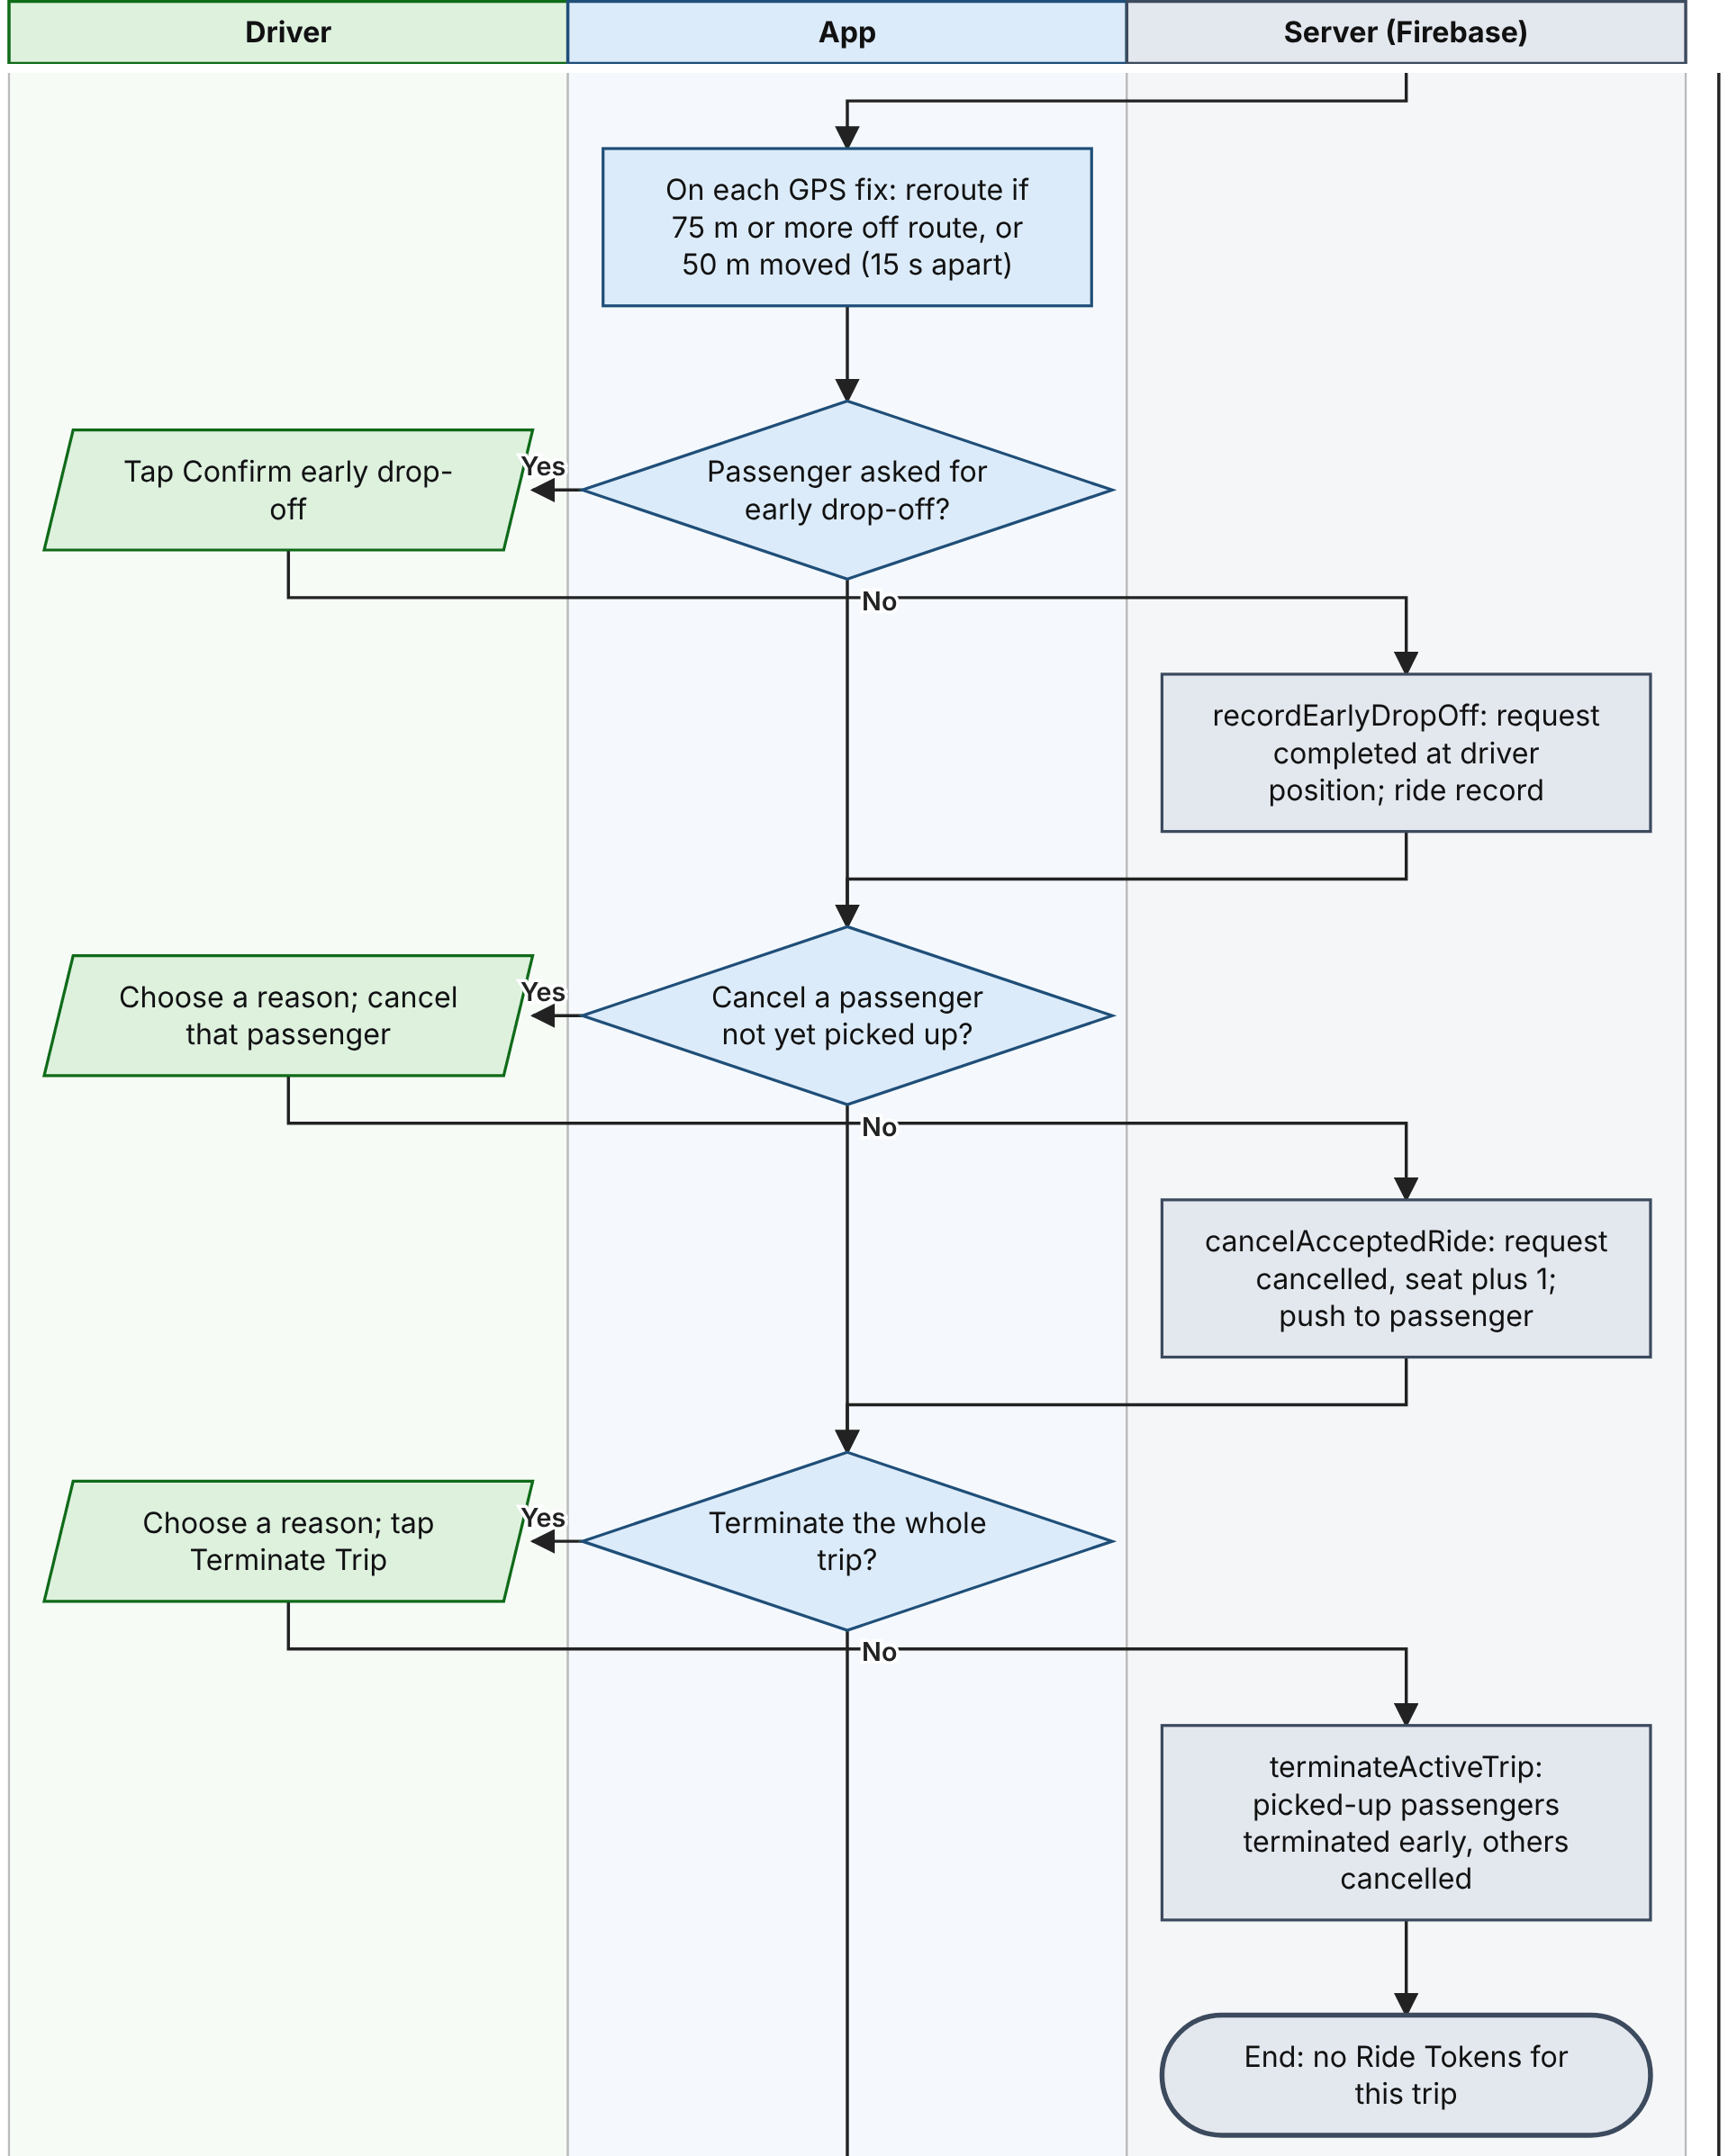 Driver
App
Server (Firebase)
On each GPS fix: reroute if
75 m or more off route, or
50 m moved (15 s apart)
Tap Confirm early drop-
off
Yes
Passenger asked for
early drop-off?
No
recordEarlyDropOff: request
completed at driver
position; ride record
Choose a reason; cancel
that passenger
Yes
Cancel a passenger
not yet picked up?
No
cancelAcceptedRide: request
cancelled, seat plus 1;
push to passenger
Choose a reason; tap
Terminate Trip
Yes
Terminate the whole
trip?
No
terminateActiveTrip:
picked-up passengers
terminated early, others
cancelled
End: no Ride Tokens for
this trip